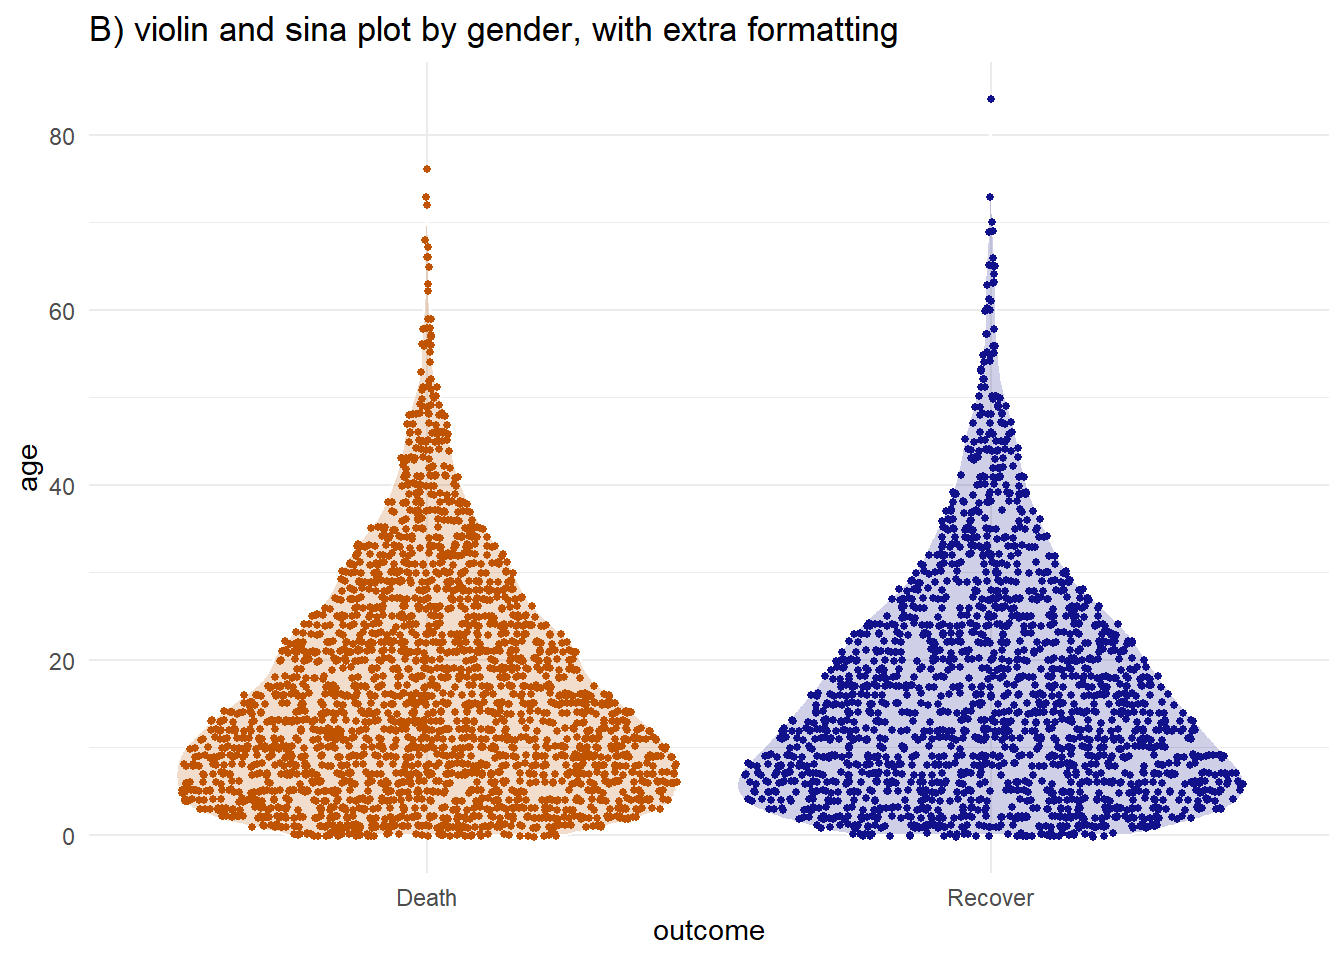 B) violin and sina plot by gender, with extra formatting
80
60
40
20
0
age
Death
Recover
outcome